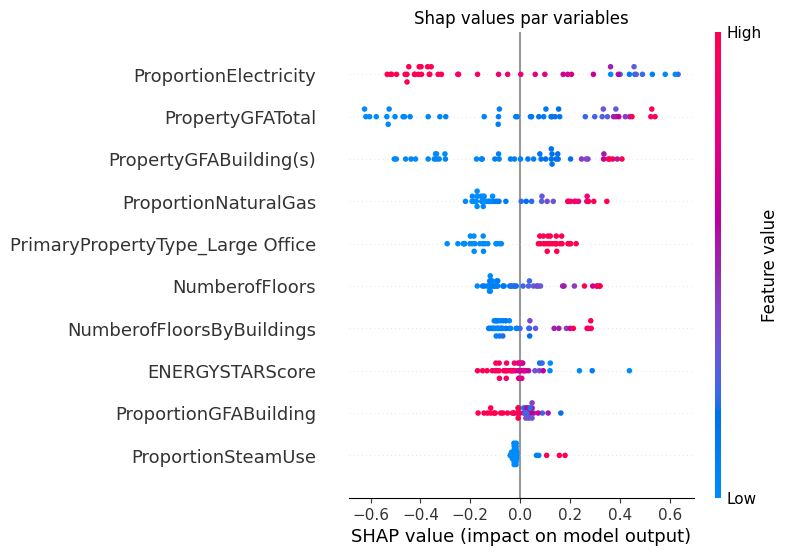 Shap values par variables
High
ProportionElectricity
PropertyGFATotal
PropertyGFABuilding(s)
ProportionNaturalGas
PrimaryPropertyType_Large Office
NumberofFloors
NumberofFloorsByBuildings
ENERGYSTARScore
ProportionGFABuilding
ProportionSteamUse
Feature value
Low
−0.6 −0.4 −0.2 0.0 0.2 0.4 0.6
SHAP value (impact on model output)